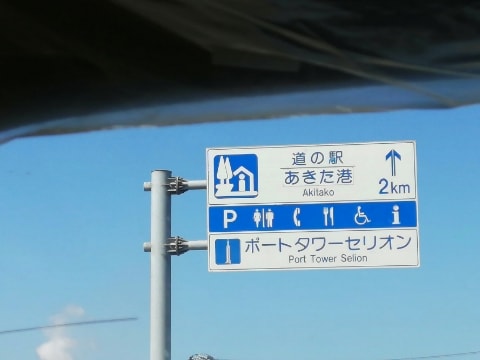 道の駅
あきた港
Akitako
2km
P
ポートタワーセリオン
Port Tower Selion